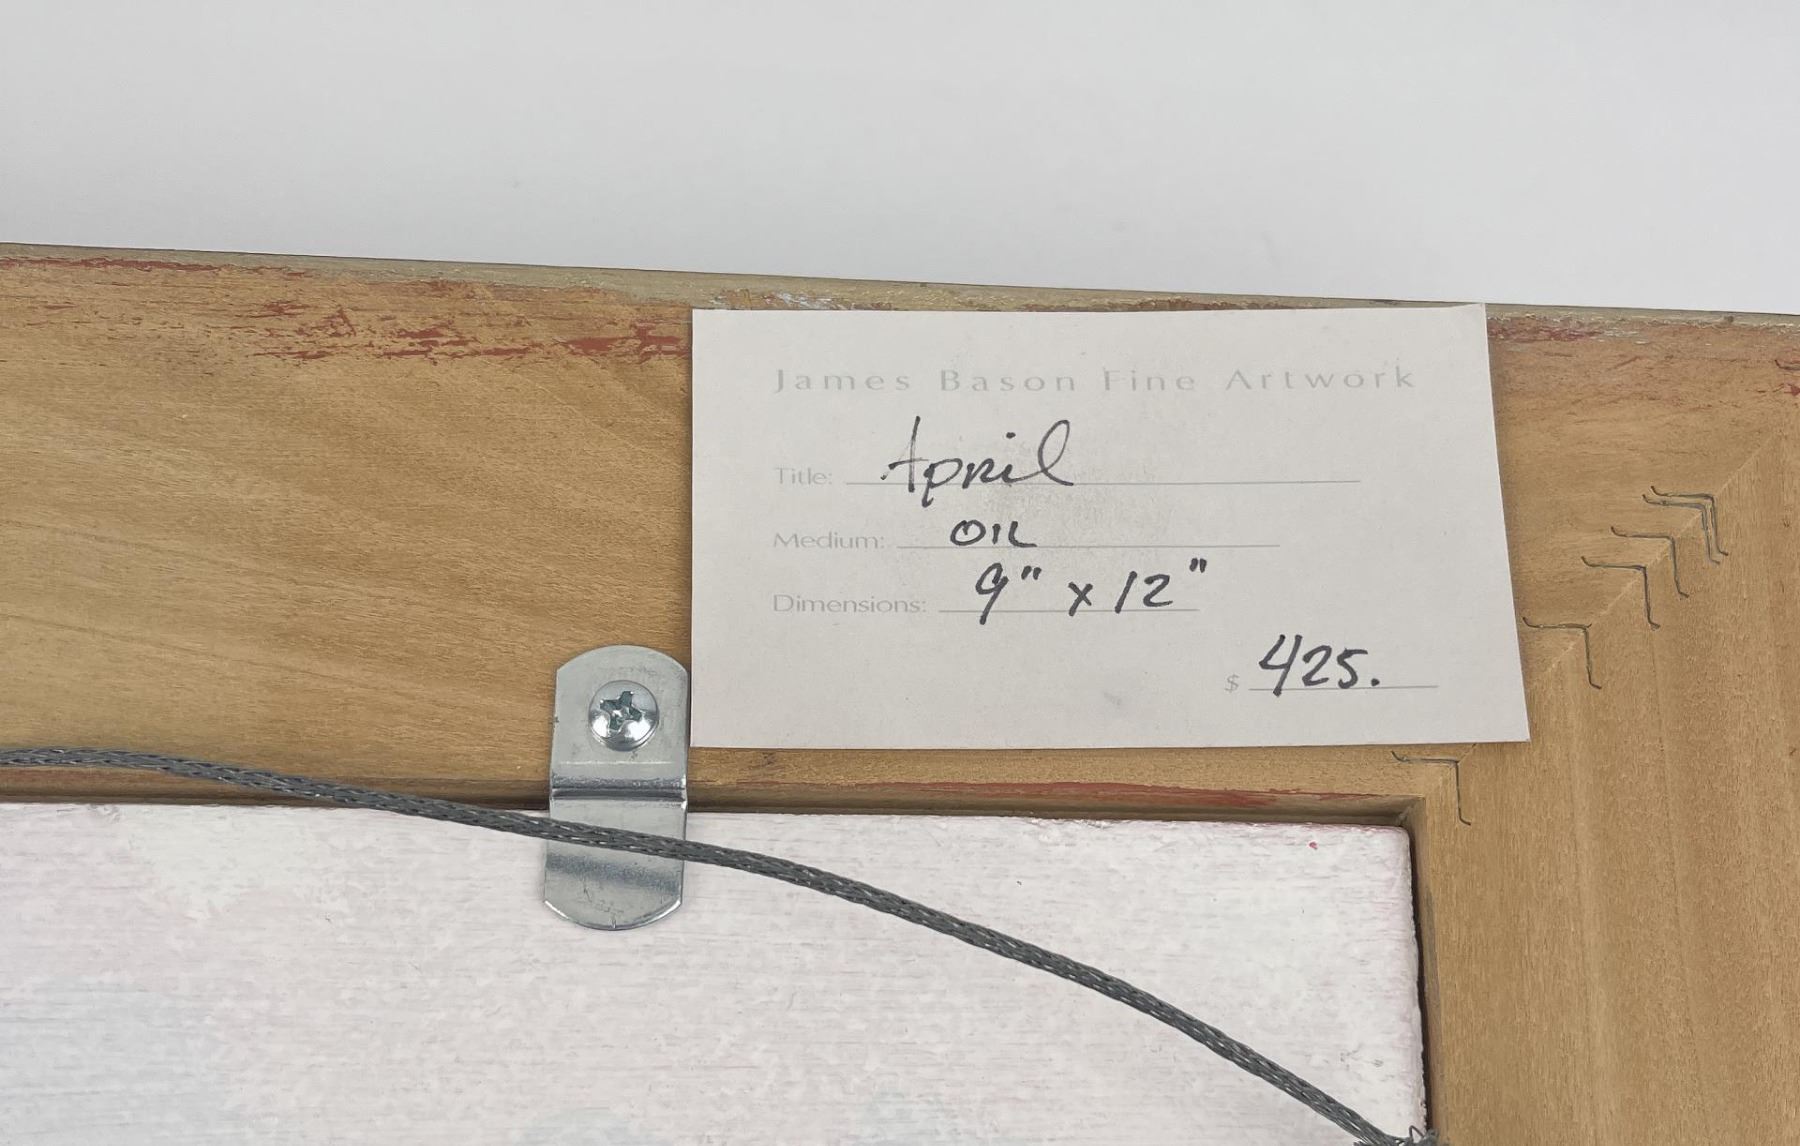 James Bason Fine Artwork
Title: April
Medium: OIL
Dimensions: 9" x 12"
$ 425.